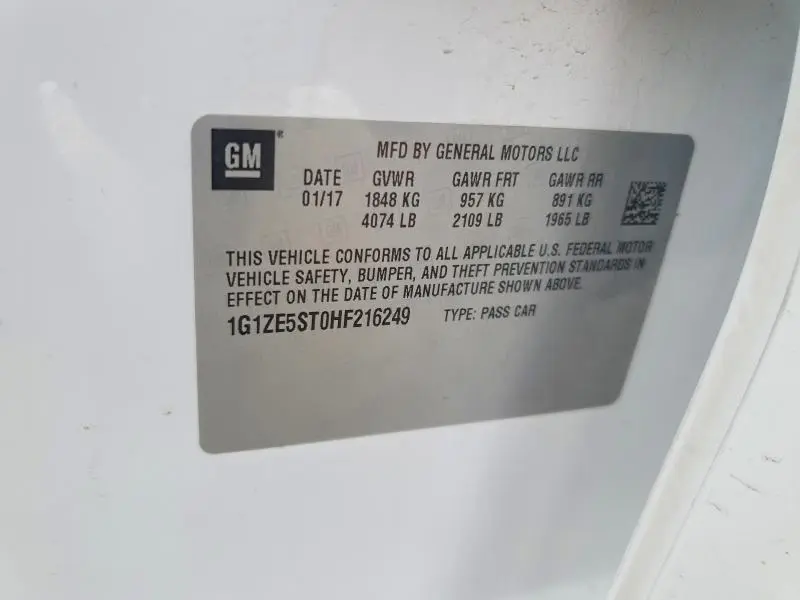 GM® MFD BY GENERAL MOTORS LLC
DATE GVWR GAWR FRT GAWR RR
01/17 1848 KG 957 KG 891 KG
4074 LB 2109 LB 1965 LB
THIS VEHICLE CONFORMS TO ALL APPLICABLE U.S. FEDERAL MOTOR
VEHICLE SAFETY, BUMPER, AND THEFT PREVENTION STANDARDS IN
EFFECT ON THE DATE OF MANUFACTURE SHOWN ABOVE.
1G1ZE5ST0HF216249 TYPE: PASS CAR